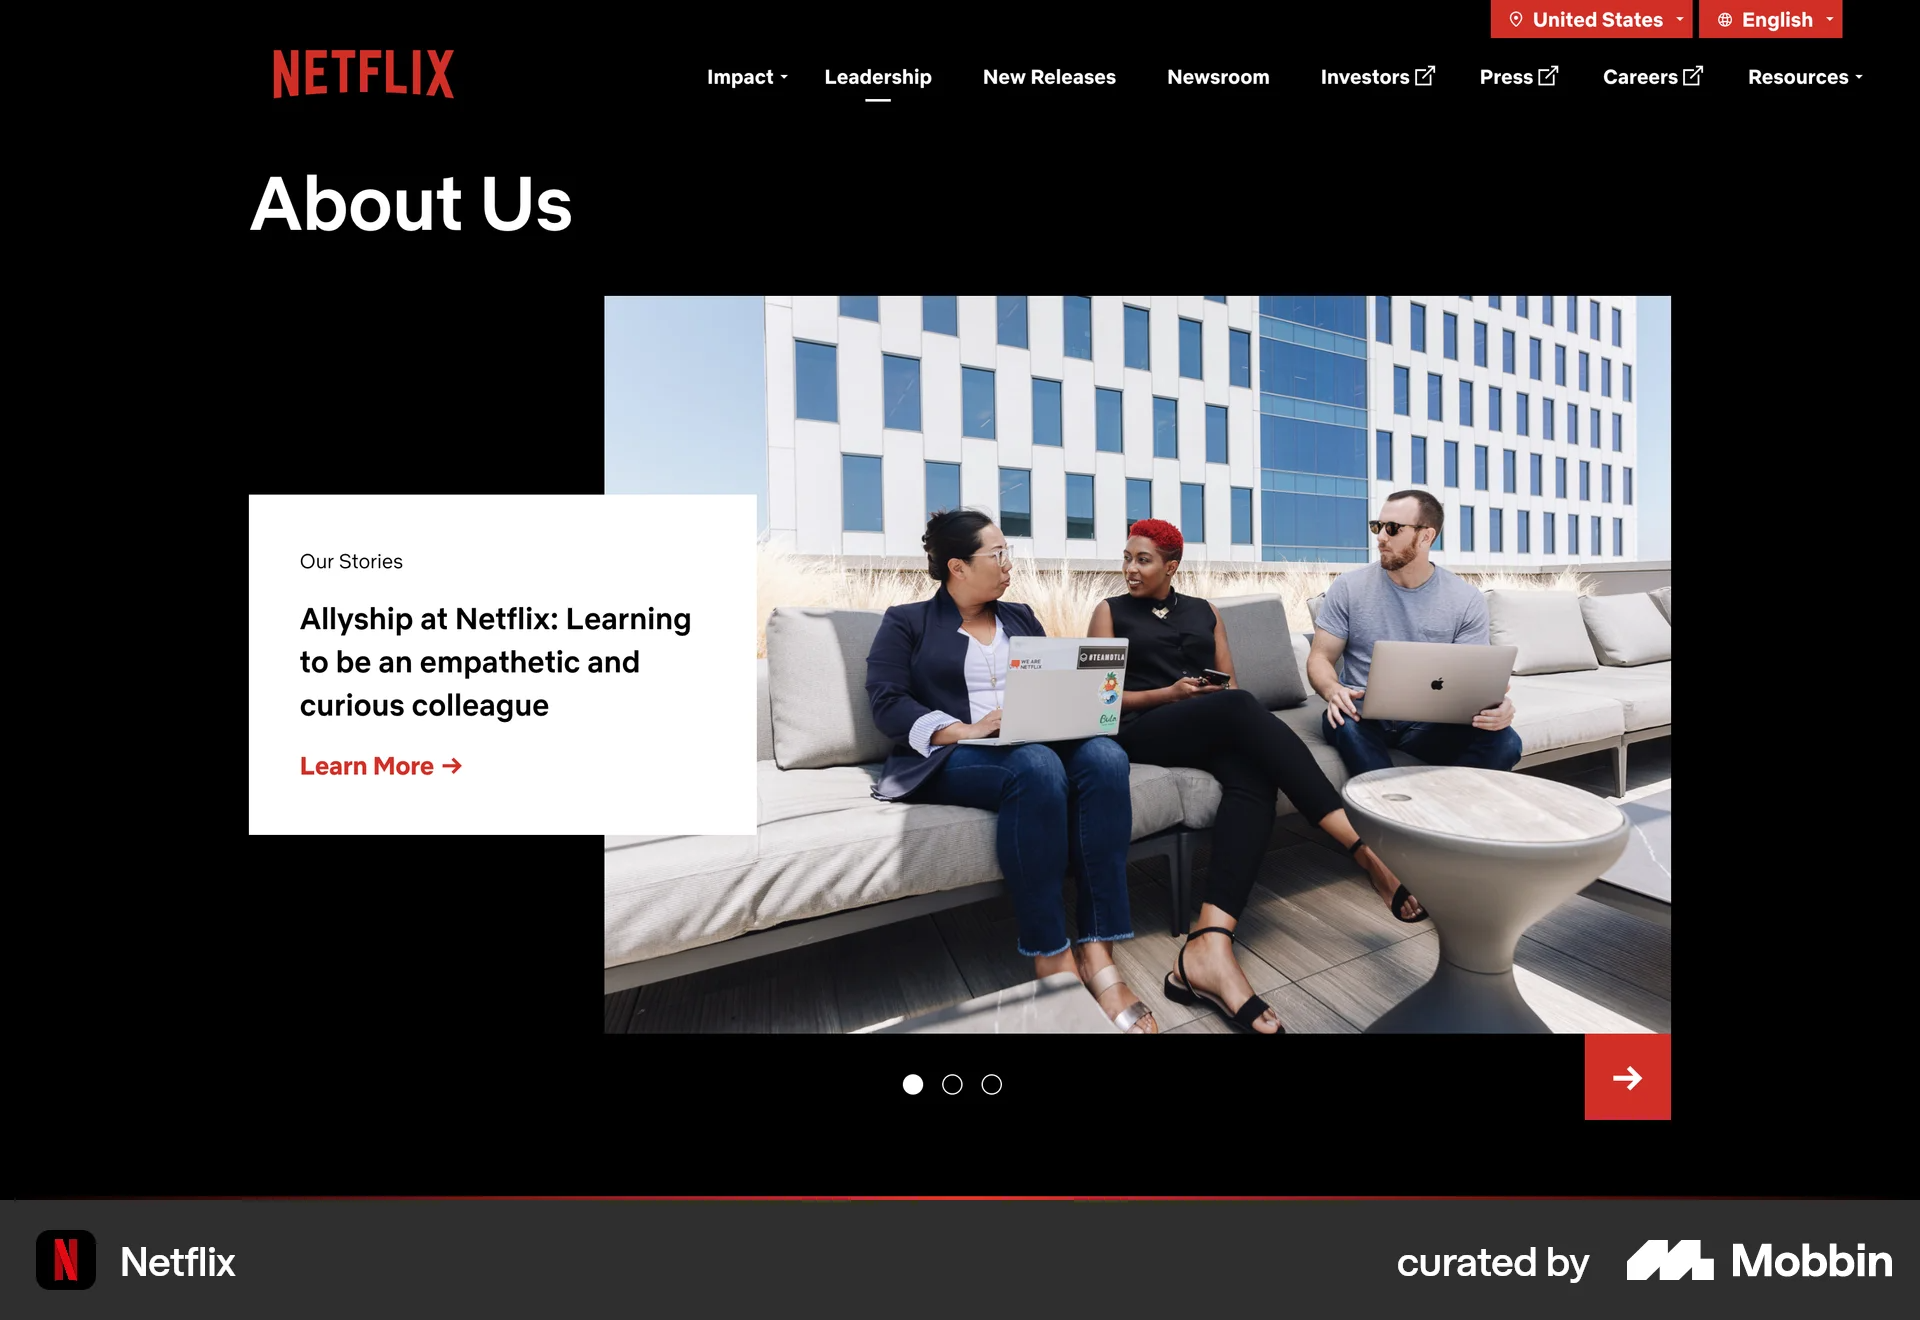 United States
English
NETFLIX
Impact
Leadership
New Releases
Newsroom
Investors
Press
Careers
Resources
About Us
Our Stories
Allyship at Netflix: Learning
to be an empathetic and
curious colleague
Learn More
WE ARE
NETFLIX
#TEAMDTLA
Netflix
curated by
Mobbin